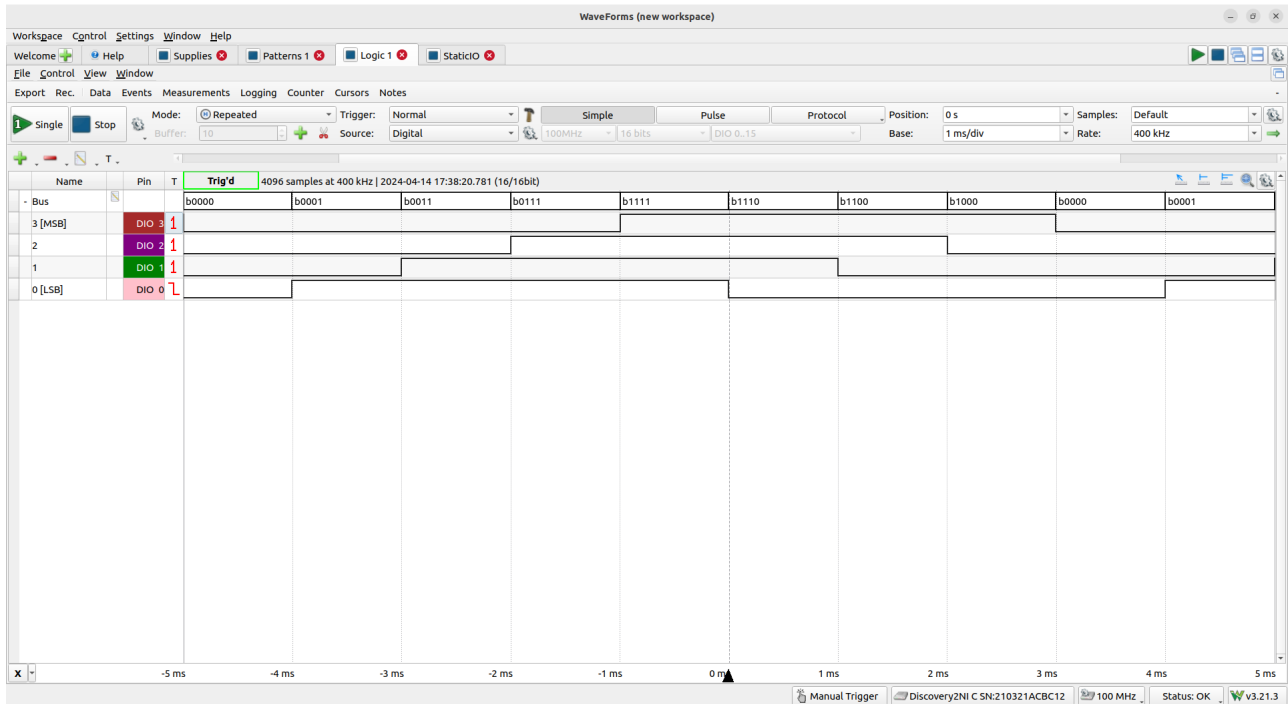 WaveForms (new workspace)
Workspace Control Settings Window Help
Welcome Help Supplies Patterns 1 Logic 1 StaticIO
File Control View Window
Export Rec. Data Events Measurements Logging Counter Cursors Notes
1 Single Stop Mode: Repeated Trigger: Normal Simple Pulse Protocol Position: 0 s Samples: Default
Buffer: 10 Source: Digital 100MHz 16 bits DIO 0..15 Base: 1 ms/div Rate: 400 kHz
T
Name Pin T Trig'd 4096 samples at 400 kHz | 2024-04-14 17:38:20.781 (16/16bit)
- Bus b0000 b0001 b0011 b0111 b1111 b1110 b1100 b1000 b0000 b0001
3 [MSB] DIO 3
2 DIO 2
1 DIO 1
0 [LSB] DIO 0
X -5 ms -4 ms -3 ms -2 ms -1 ms 0 ms 1 ms 2 ms 3 ms 4 ms 5 ms
Manual Trigger Discovery2NI C SN:210321ACBC12 100 MHz Status: OK W v3.21.3